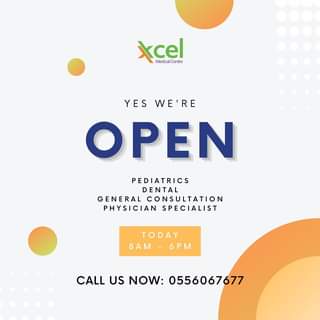 xcel
Medical Centre
YES WE'RE
OPEN
PEDIATRICS
DENTAL
GENERAL CONSULTATION
PHYSICIAN SPECIALIST
TODAY
8AM - 6PM
CALL US NOW: 0556067677